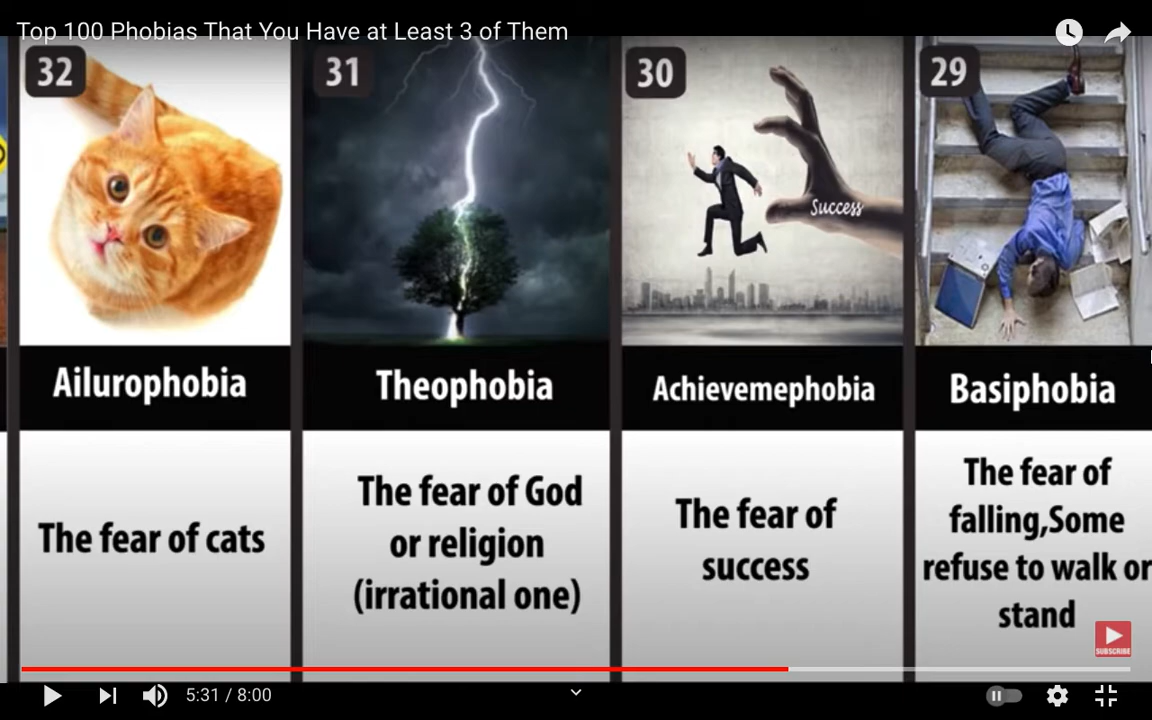 Top 100 Phobias That You Have at Least 3 of Them
32
31
30
29
Success
Ailurophobia
Theophobia
Achievemephobia
Basiphobia
The fear of cats
The fear of God
or religion
(irrational one)
The fear of
success
The fear of
falling,Some
refuse to walk or
stand
SUBSCRIBE
5:31 / 8:00